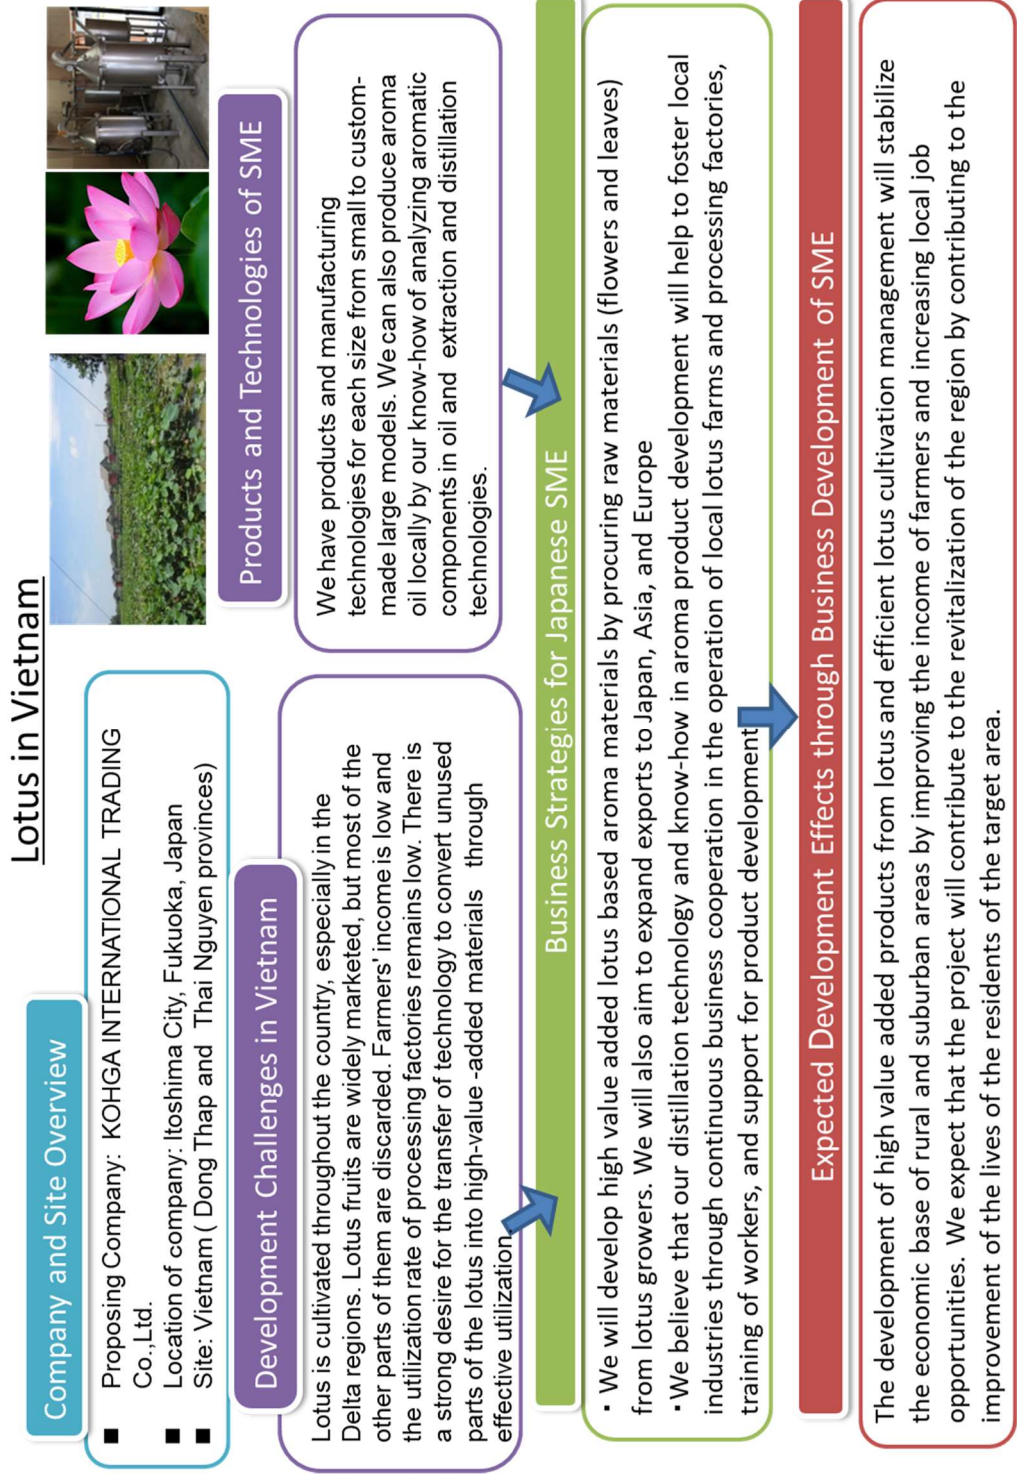 Lotus in Vietnam
Company and Site Overview
■ Proposing Company: KOHGA INTERNATIONAL TRADING
Co.,Ltd.
■ Location of company: Itoshima City, Fukuoka, Japan
■ Site: Vietnam ( Dong Thap and Thai Nguyen provinces)
Development Challenges in Vietnam
Lotus is cultivated throughout the country, especially in the
Delta regions. Lotus fruits are widely marketed, but most of the
other parts of them are discarded. Farmers' income is low and
the utilization rate of processing factories remains low. There is
a strong desire for the transfer of technology to convert unused
parts of the lotus into high-value -added materials through
effective utilization.
Products and Technologies of SME
We have products and manufacturing
technologies for each size from small to custom-
made large models. We can also produce aroma
oil locally by our know-how of analyzing aromatic
components in oil and extraction and distillation
technologies.
Business Strategies for Japanese SME
・We will develop high value added lotus based aroma materials by procuring raw materials (flowers and leaves)
from lotus growers. We will also aim to expand exports to Japan, Asia, and Europe
・We believe that our distillation technology and know-how in aroma product development will help to foster local
industries through continuous business cooperation in the operation of local lotus farms and processing factories,
training of workers, and support for product development
Expected Development Effects through Business Development of SME
The development of high value added products from lotus and efficient lotus cultivation management will stabilize
the economic base of rural and suburban areas by improving the income of farmers and increasing local job
opportunities. We expect that the project will contribute to the revitalization of the region by contributing to the
improvement of the lives of the residents of the target area.